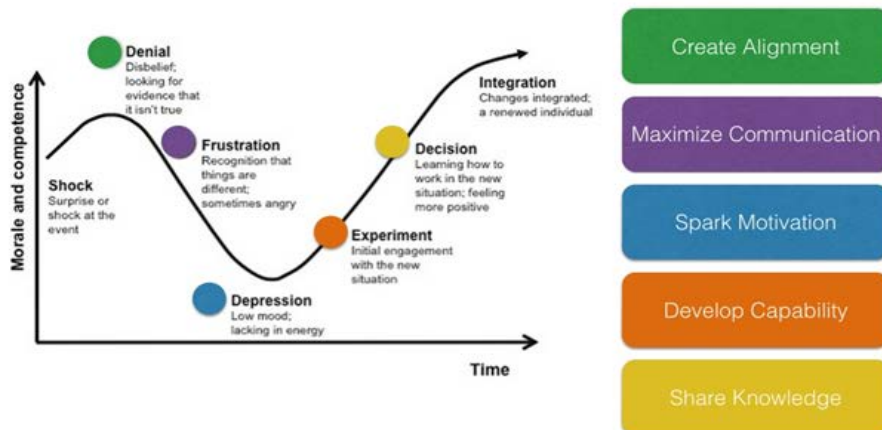 Morale and competence
Shock
Surprise or
shock at the
event
Denial
Disbelief;
looking for
evidence that
it isn't true
Frustration
Recognition that
things are
different;
sometimes angry
Depression
Low mood;
lacking in energy
Experiment
Initial engagement
with the new
situation
Decision
Learning how to
work in the new
situation; feeling
more positive
Integration
Changes integrated;
a renewed individual
Time
Create Alignment
Maximize Communication
Spark Motivation
Develop Capability
Share Knowledge